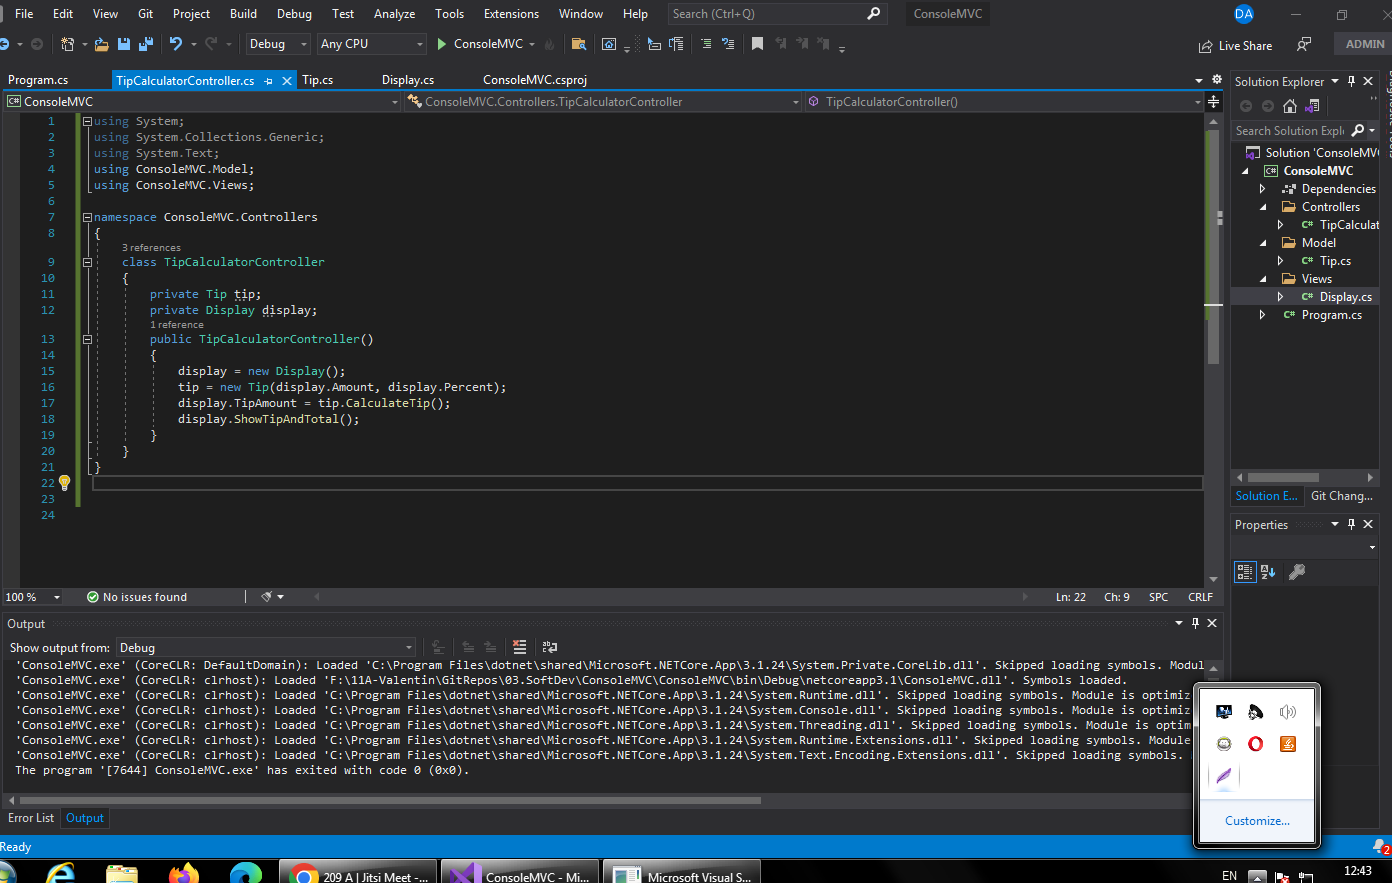 File Edit View Git Project Build Debug Test Analyze Tools Extensions Window Help Search (Ctrl+Q) ConsoleMVC DA
Debug Any CPU ConsoleMVC Live Share ADMIN
Program.cs TipCalculatorController.cs Tip.cs Display.cs ConsoleMVC.csproj
C# ConsoleMVC ConsoleMVC.Controllers.TipCalculatorController TipCalculatorController()
1 using System;
2 using System.Collections.Generic;
3 using System.Text;
4 using ConsoleMVC.Model;
5 using ConsoleMVC.Views;
6
7 namespace ConsoleMVC.Controllers
8 {
3 references
9 class TipCalculatorController
10 {
11 private Tip tip;
12 private Display display;
1 reference
13 public TipCalculatorController()
14 {
15 display = new Display();
16 tip = new Tip(display.Amount, display.Percent);
17 display.TipAmount = tip.CalculateTip();
18 display.ShowTipAndTotal();
19 }
20 }
21 }
22
23
24
100 % No issues found Ln: 22 Ch: 9 SPC CRLF
Solution Explorer
Search Solution Expl
Solution 'ConsoleMV
C# ConsoleMVC
Dependencies
Controllers
C# TipCalculat
Model
C# Tip.cs
Views
C# Display.cs
C# Program.cs
Solution E... Git Chang...
Properties
Output
Show output from: Debug
'ConsoleMVC.exe' (CoreCLR: DefaultDomain): Loaded 'C:\Program Files\dotnet\shared\Microsoft.NETCore.App\3.1.24\System.Private.CoreLib.dll'. Skipped loading symbols. Modul
'ConsoleMVC.exe' (CoreCLR: clrhost): Loaded 'F:\11A-Valentin\GitRepos\03.SoftDev\ConsoleMVC\ConsoleMVC\bin\Debug\netcoreapp3.1\ConsoleMVC.dll'. Symbols loaded.
'ConsoleMVC.exe' (CoreCLR: clrhost): Loaded 'C:\Program Files\dotnet\shared\Microsoft.NETCore.App\3.1.24\System.Runtime.dll'. Skipped loading symbols. Module is optimiz
'ConsoleMVC.exe' (CoreCLR: clrhost): Loaded 'C:\Program Files\dotnet\shared\Microsoft.NETCore.App\3.1.24\System.Console.dll'. Skipped loading symbols. Module is optimiz
'ConsoleMVC.exe' (CoreCLR: clrhost): Loaded 'C:\Program Files\dotnet\shared\Microsoft.NETCore.App\3.1.24\System.Threading.dll'. Skipped loading symbols. Module is optim
'ConsoleMVC.exe' (CoreCLR: clrhost): Loaded 'C:\Program Files\dotnet\shared\Microsoft.NETCore.App\3.1.24\System.Runtime.Extensions.dll'. Skipped loading symbols. Module
'ConsoleMVC.exe' (CoreCLR: clrhost): Loaded 'C:\Program Files\dotnet\shared\Microsoft.NETCore.App\3.1.24\System.Text.Encoding.Extensions.dll'. Skipped loading symbols.
The program '[7644] ConsoleMVC.exe' has exited with code 0 (0x0).
Error List Output
Customize...
Ready 2
209 A | Jitsi Meet -... ConsoleMVC - Mi... Microsoft Visual S... EN 12:43